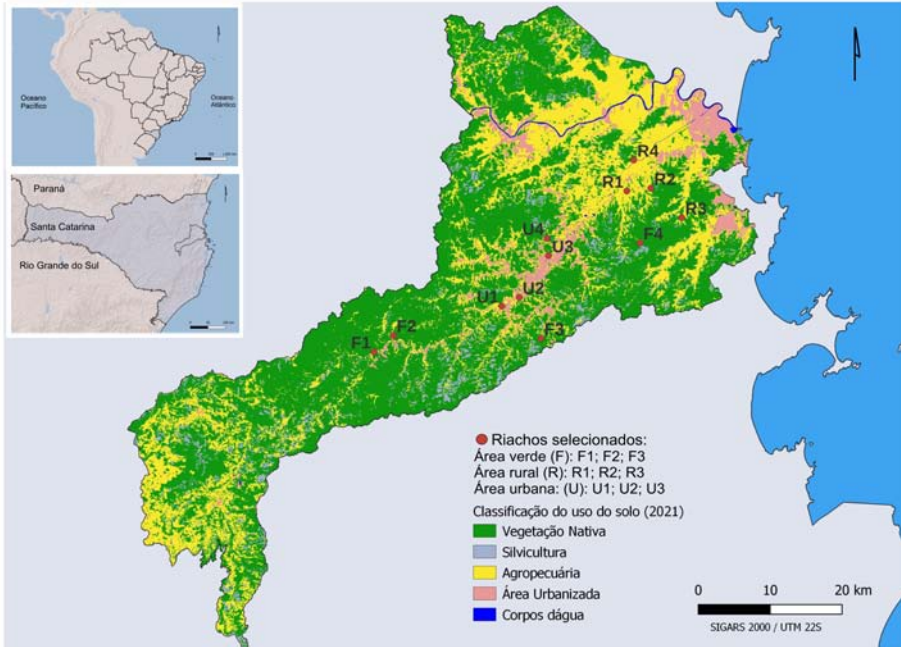 Oceano
Pacífico
Oceano
Atlântico
Paraná
Santa Catarina
Rio Grande do Sul
R4
R1
R2
R3
U4
F4
U3
U2
U1
F2
F3
F1
Riachos selecionados:
Área verde (F): F1; F2; F3
Área rural (R): R1; R2; R3
Área urbana: (U): U1; U2; U3
Classificação do uso do solo (2021)
Vegetação Nativa
Silvicultura
Agropecuária
Área Urbanizada
Corpos dágua
0 10 20 km
SIGARS 2000 / UTM 22S